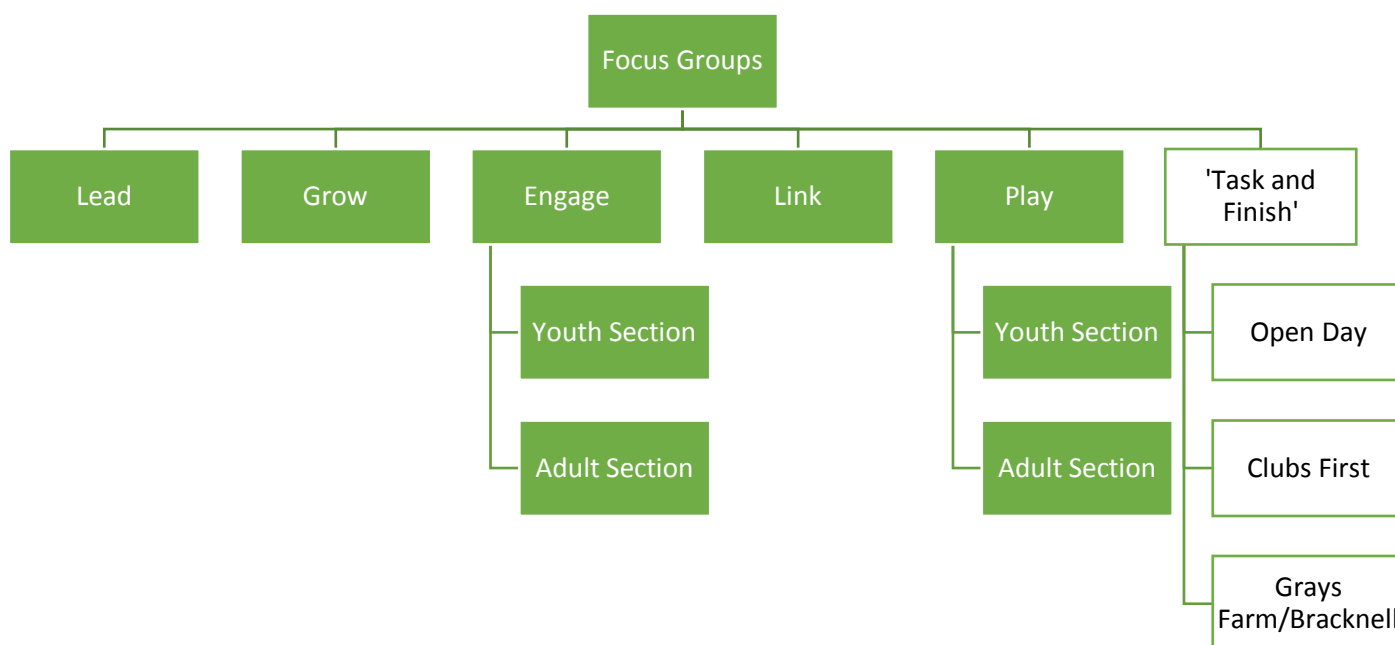 Focus Groups
Lead
Grow
Engage
Link
Play
'Task and
Finish'
Youth Section
Youth Section
Open Day
Adult Section
Adult Section
Clubs First
Grays
Farm/Bracknell